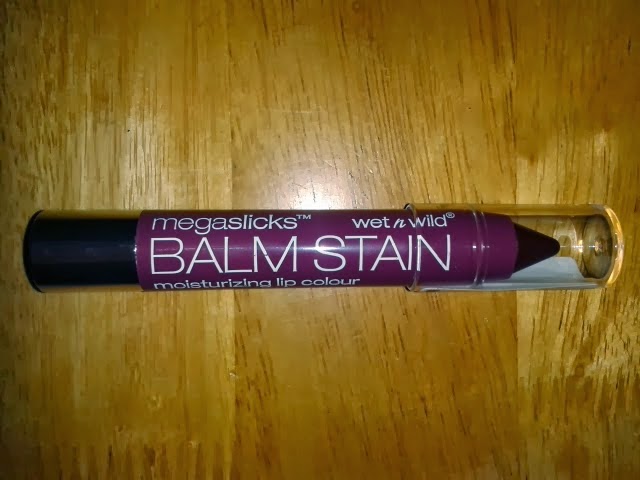 megaslicks™ wet n wild®
BALM STAIN
moisturizing lip colour